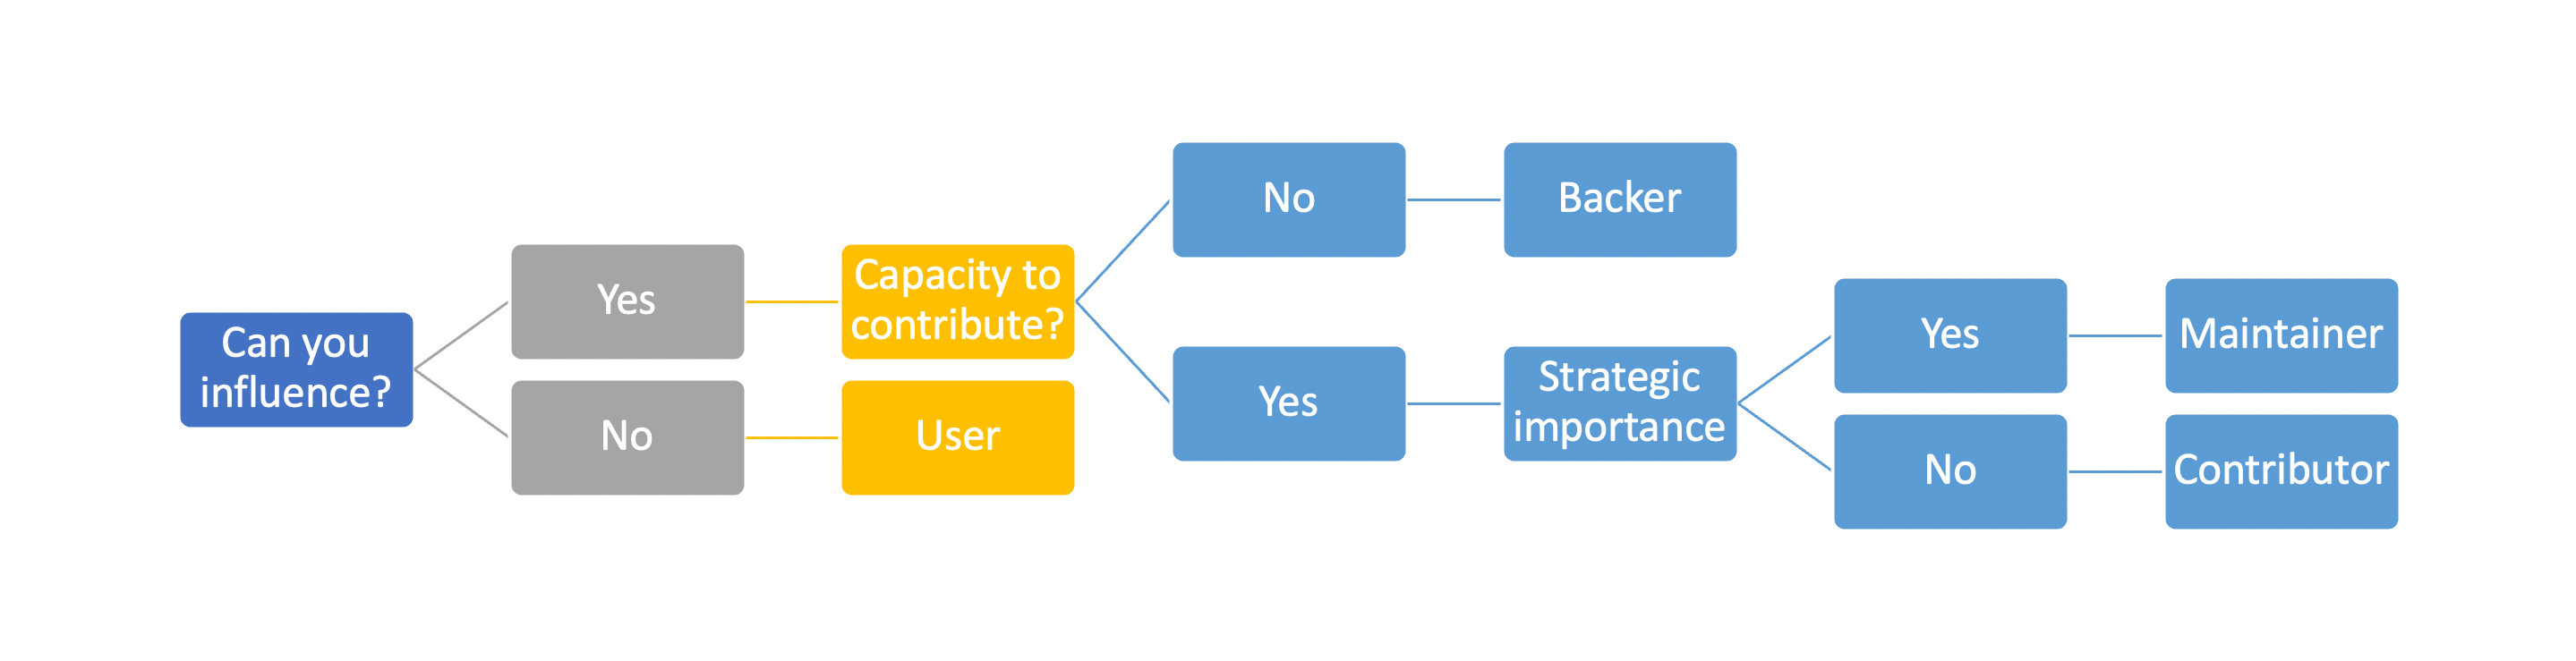 Can you
influence?
Yes
No
Capacity to
contribute?
User
No
Yes
Backer
Strategic
importance
Yes
No
Maintainer
Contributor